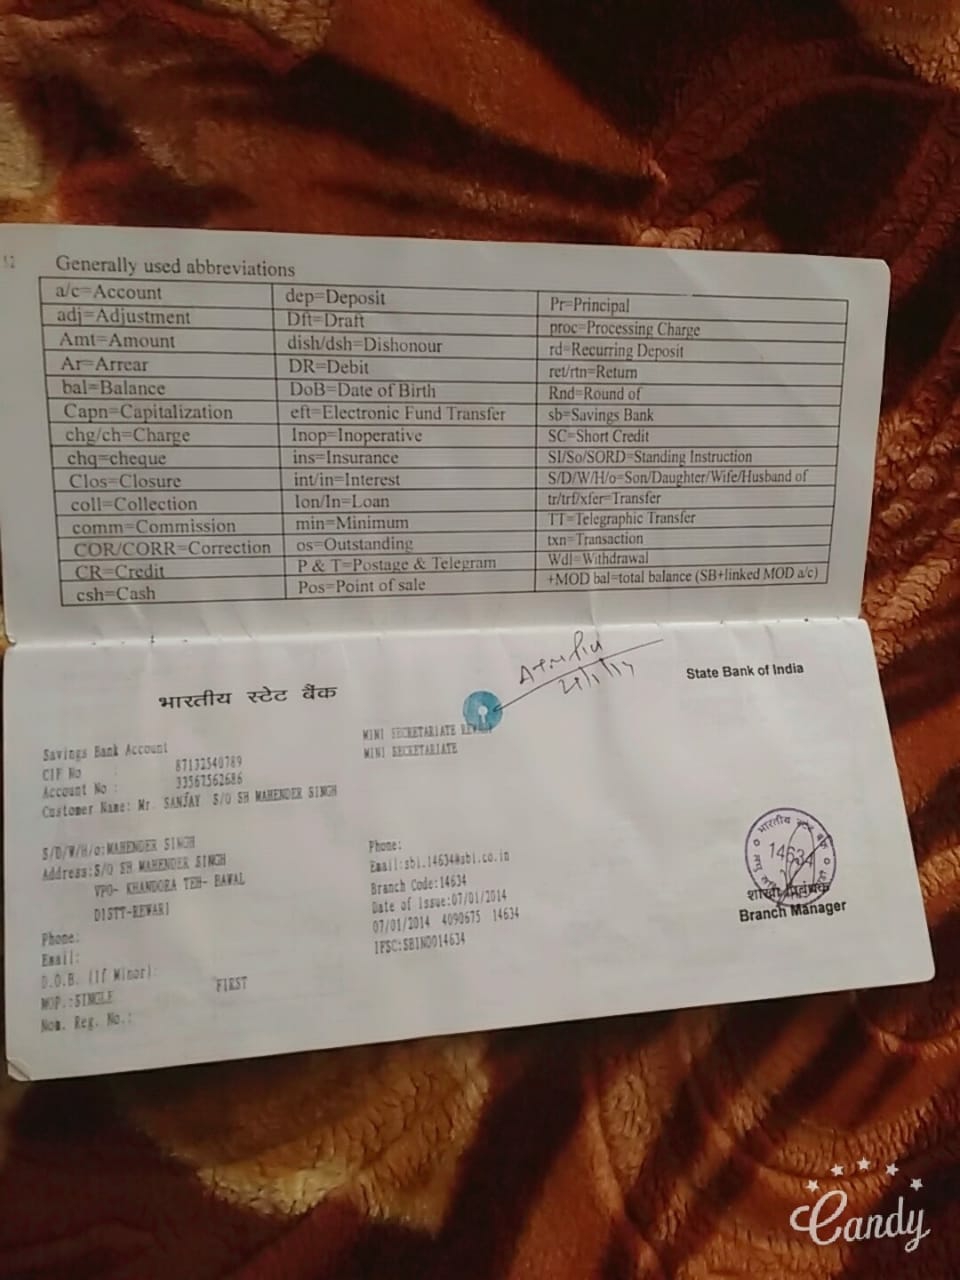 12 Generally used abbreviations
a/c=Account dep=Deposit Pr=Principal
adj=Adjustment Dft=Draft proc=Processing Charge
Amt=Amount dish/dsh=Dishonour rd=Recurring Deposit
Ar=Arrear DR=Debit ret/rtn=Return
bal=Balance DoB=Date of Birth Rnd=Round of
Capn=Capitalization eft=Electronic Fund Transfer sb=Savings Bank
chg/ch=Charge Inop=Inoperative SC=Short Credit
chq=cheque ins=Insurance SI/So/SORD=Standing Instruction
Clos=Closure int/in=Interest S/D/W/H/o=Son/Daughter/Wife/Husband of
coll=Collection lon/In=Loan tr/trf/xfer=Transfer
comm=Commission min=Minimum TT=Telegraphic Transfer
COR/CORR=Correction os=Outstanding txn=Transaction
CR=Credit P & T=Postage & Telegram Wdl=Withdrawal
csh=Cash Pos=Point of sale +MOD bal=total balance (SB+linked MOD a/c)
भारतीय स्टेट बैंक State Bank of India
MINI SECRETARIATE REWARI
Savings Bank Account MINI SECRETARIATE
CIF No : 87132540789
Account No : 33567562686
Customer Name: Mr. SANJAY S/O SH MAHENDER SINGH
S/D/W/H/o: MAHENDER SINGH Phone:
Address: S/O SH MAHENDER SINGH Email:sbi.14634@sbi.co.in
VPO- KHANDORA TEH- BAWAL Branch Code:14634
DISTT-REWARI Date of Issue:07/01/2014
Phone: 07/01/2014 4090675 14634
Email: IFSC:SBIN0014634
D.O.B. (If Minor):
MOP.:SINGLE FIRST
Nom. Reg. No.:
भारतीय स्टेट बैंक
14634
शाखा प्रबंधक
Branch Manager
Candy